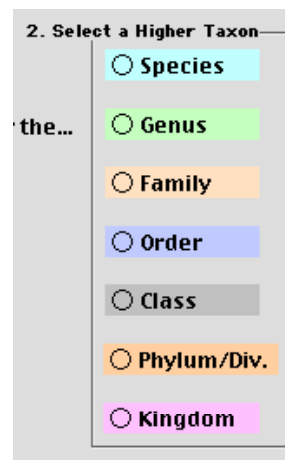 2. Select a Higher Taxon
Species
the...
Genus
Family
Order
Class
Phylum/Div.
Kingdom